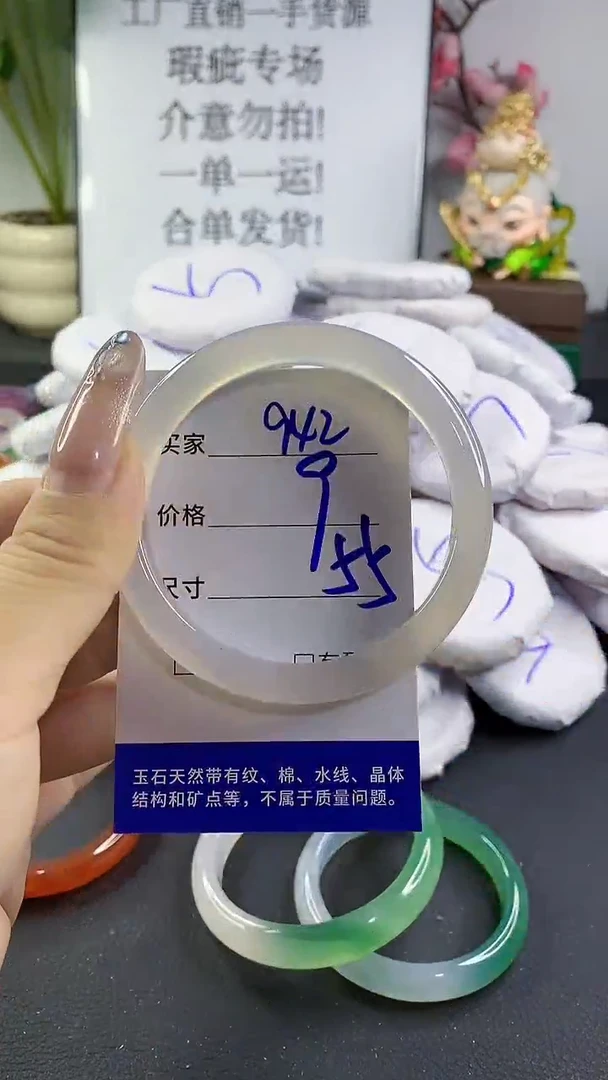 工厂直销一手货源
瑕疵专场
介意勿拍!
一单一运!
合单发货!
买家 942
价格 9
尺寸 55
玉石天然带有纹、棉、水线、晶体
结构和矿点等，不属于质量问题。